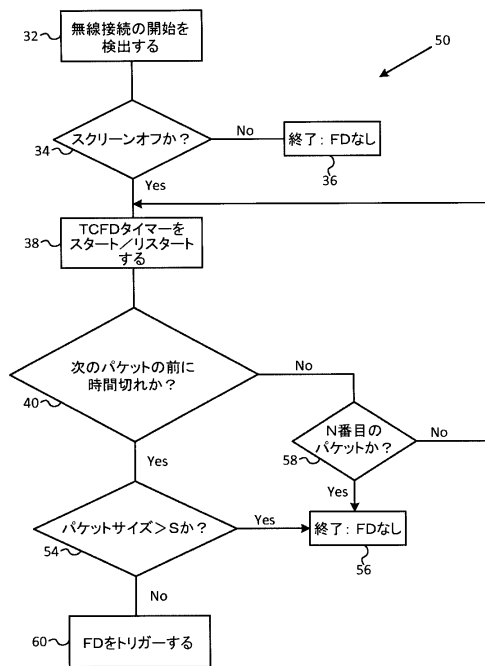 32
無線接続の開始を
検出する
50
スクリーンオフか?
34
No
終了:FDなし
36
Yes
38
TCFDタイマーを
スタート/リスタート
する
次のパケットの前に
時間切れか?
40
No
N番目の
パケットか?
58
No
Yes
Yes
パケットサイズ>Sか?
54
Yes
終了:FDなし
56
No
60
FDをトリガーする